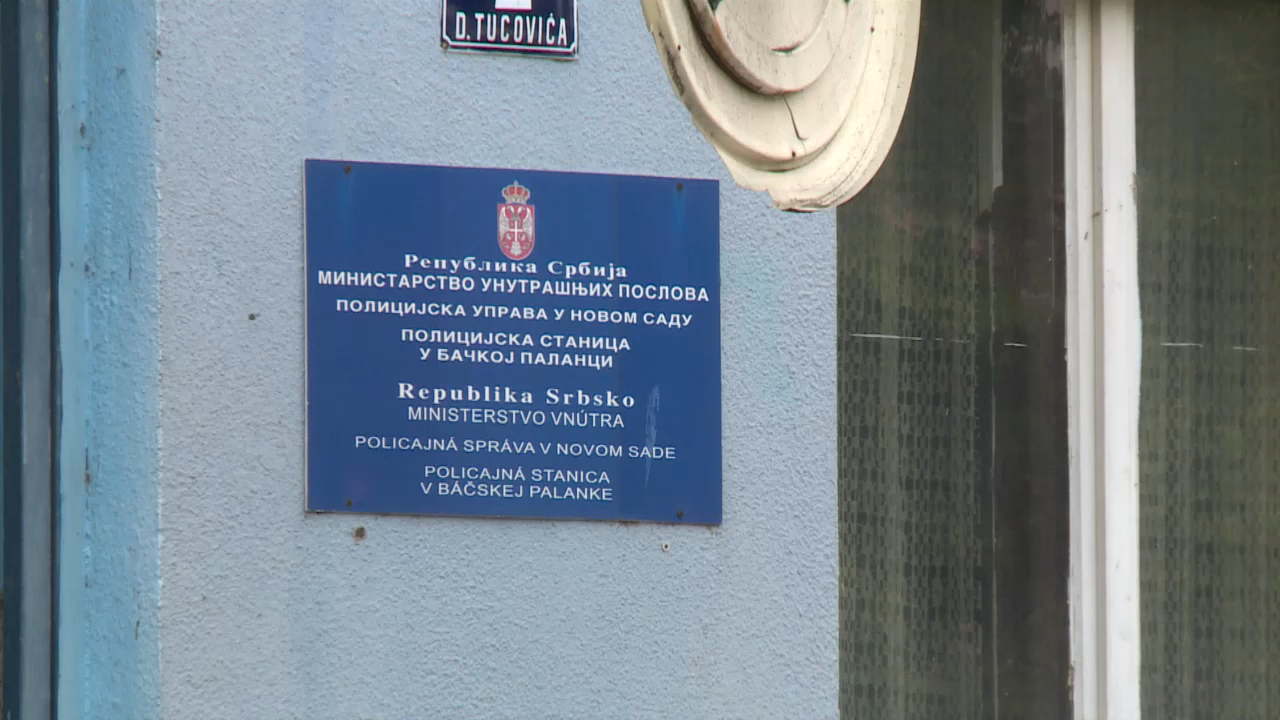 D. TUCOVIĆA
Република Србија
МИНИСТАРСТВО УНУТРАШЊИХ ПОСЛОВА
ПОЛИЦИЈСКА УПРАВА У НОВОМ САДУ
ПОЛИЦИЈСКА СТАНИЦА
У БАЧКОЈ ПАЛАНЦИ
Republika Srbsko
MINISTERSTVO VNÚTRA
POLICAJNÁ SPRÁVA V NOVOM SADE
POLICAJNÁ STANICA
V BÁČSKEJ PALANKE